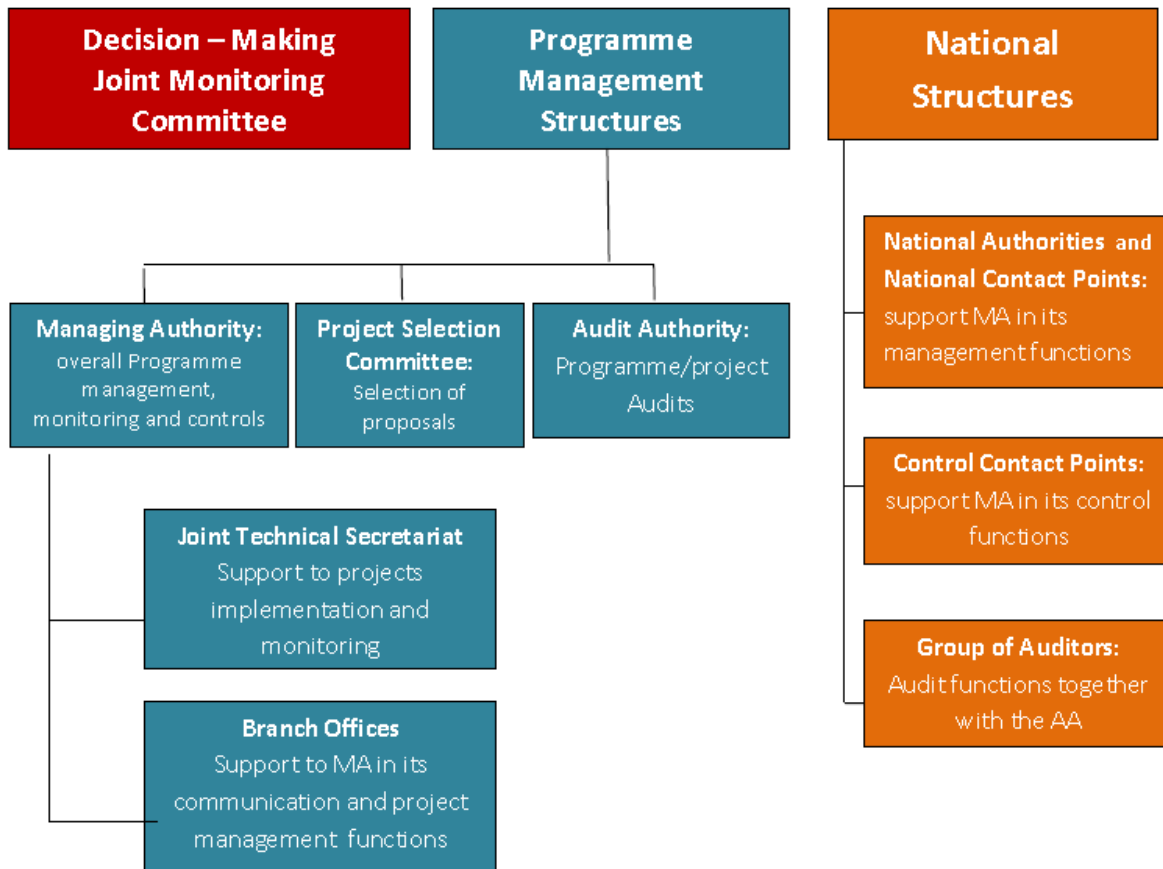 Decision – Making
Joint Monitoring
Committee
Programme
Management
Structures
National
Structures
Managing Authority:
overall Programme
management,
monitoring and controls
Project Selection
Committee:
Selection of
proposals
Audit Authority:
Programme/project
Audits
Joint Technical Secretariat
Support to projects
implementation and
monitoring
Branch Offices
Support to MA in its
communication and project
management functions
National Authorities and
National Contact Points:
support MA in its
management functions
Control Contact Points:
support MA in its control
functions
Group of Auditors:
Audit functions together
with the AA